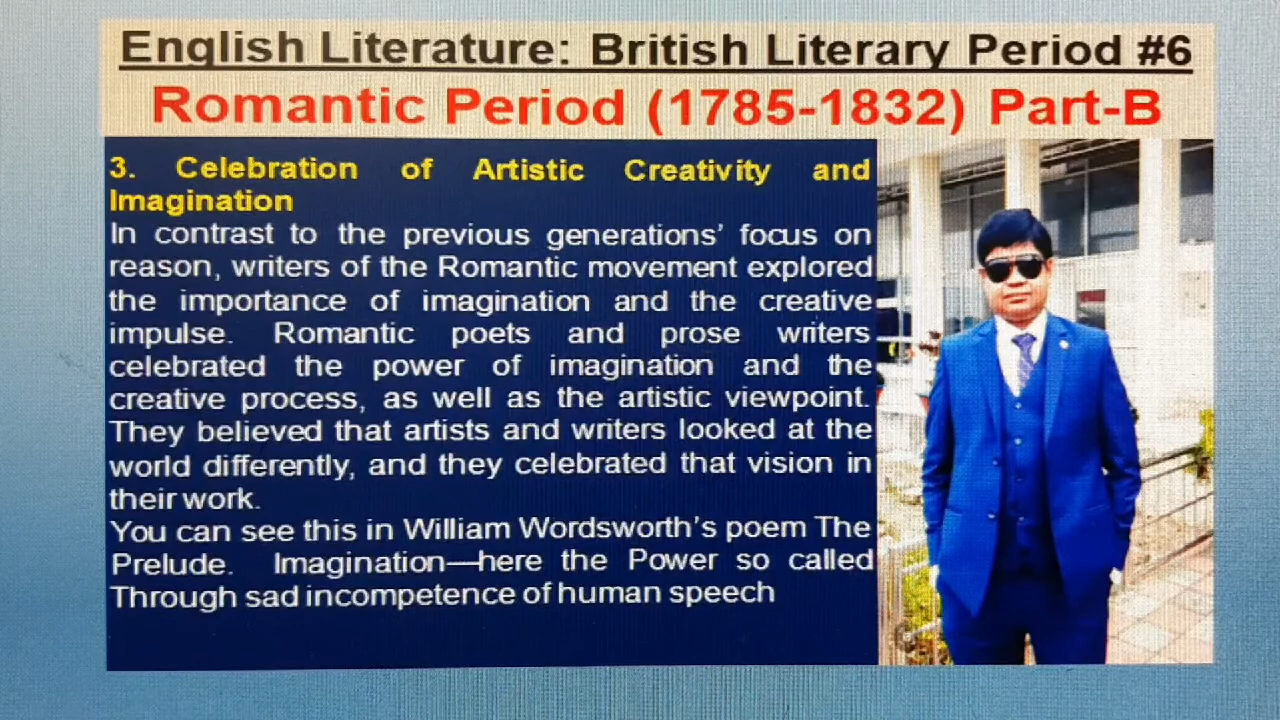 English Literature: British Literary Period #6
Romantic Period (1785-1832) Part-B
3. Celebration of Artistic Creativity and
Imagination
In contrast to the previous generations’ focus on
reason, writers of the Romantic movement explored
the importance of imagination and the creative
impulse. Romantic poets and prose writers
celebrated the power of imagination and the
creative process, as well as the artistic viewpoint.
They believed that artists and writers looked at the
world differently, and they celebrated that vision in
their work.
You can see this in William Wordsworth’s poem The
Prelude. Imagination—here the Power so called
Through sad incompetence of human speech